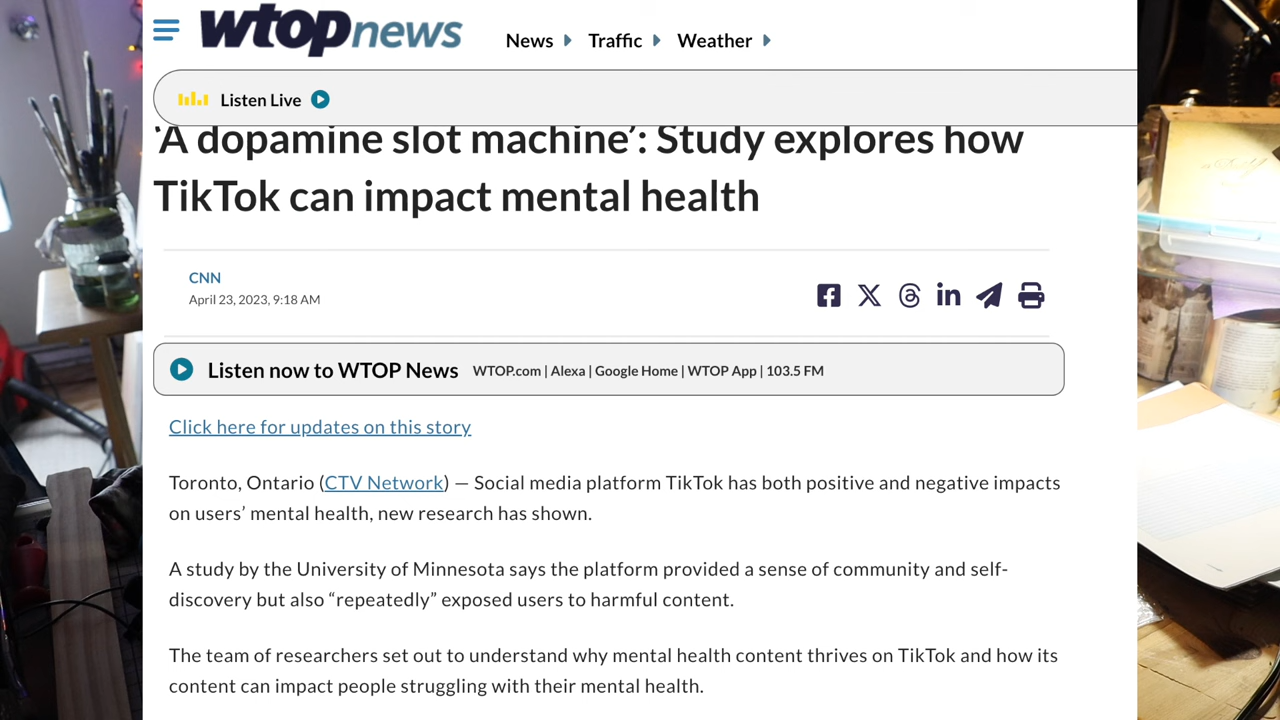 wtopnews
News Traffic Weather
Listen Live
‘A dopamine slot machine’: Study explores how
TikTok can impact mental health
CNN
April 23, 2023, 9:18 AM
Listen now to WTOP News WTOP.com | Alexa | Google Home | WTOP App | 103.5 FM
Click here for updates on this story
Toronto, Ontario (CTV Network) — Social media platform TikTok has both positive and negative impacts
on users’ mental health, new research has shown.
A study by the University of Minnesota says the platform provided a sense of community and self-
discovery but also “repeatedly” exposed users to harmful content.
The team of researchers set out to understand why mental health content thrives on TikTok and how its
content can impact people struggling with their mental health.